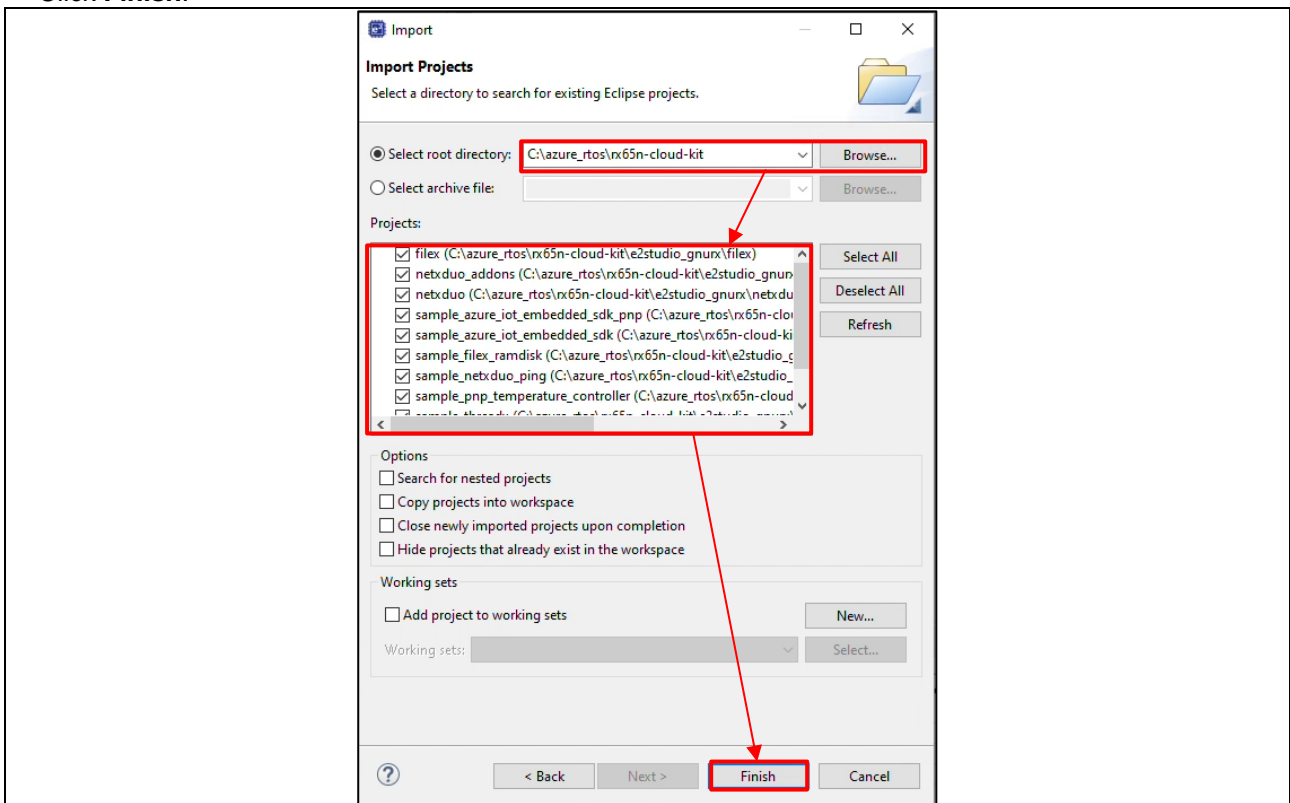 Click Finish.
Import
Import Projects
Select a directory to search for existing Eclipse projects.
Select root directory: C:\azure_rtos\rx65n-cloud-kit Browse...
Select archive file: Browse...
Projects:
filex (C:\azure_rtos\rx65n-cloud-kit\e2studio_gnurx\filex) Select All
netxduo_addons (C:\azure_rtos\rx65n-cloud-kit\e2studio_gnurx
netxduo (C:\azure_rtos\rx65n-cloud-kit\e2studio_gnurx\netxdu Deselect All
sample_azure_iot_embedded_sdk_pnp (C:\azure_rtos\rx65n-clou
Refresh
sample_azure_iot_embedded_sdk (C:\azure_rtos\rx65n-cloud-ki
sample_filex_ramdisk (C:\azure_rtos\rx65n-cloud-kit\e2studio_g
sample_netxduo_ping (C:\azure_rtos\rx65n-cloud-kit\e2studio_
sample_pnp_temperature_controller (C:\azure_rtos\rx65n-cloud
Options
Search for nested projects
Copy projects into workspace
Close newly imported projects upon completion
Hide projects that already exist in the workspace
Working sets
Add project to working sets New...
Working sets: Select...
? < Back Next > Finish Cancel